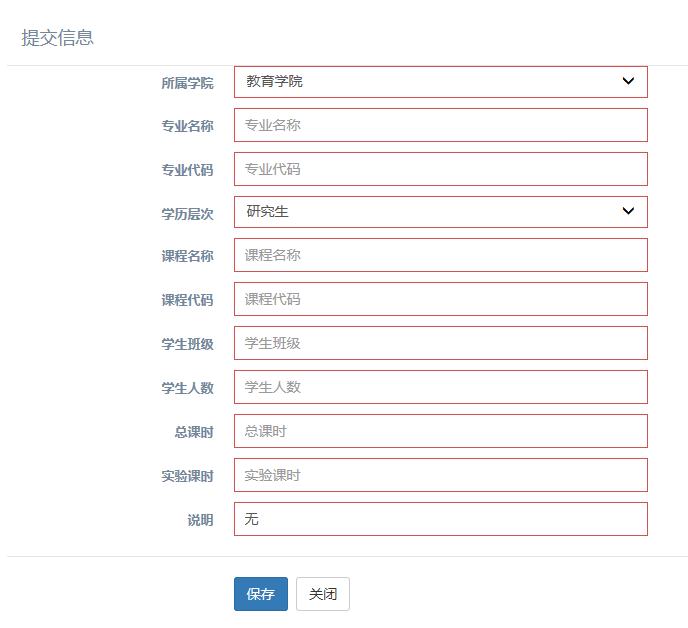 提交信息
所属学院 教育学院
专业名称 专业名称
专业代码 专业代码
学历层次 研究生
课程名称 课程名称
课程代码 课程代码
学生班级 学生班级
学生人数 学生人数
总课时 总课时
实验课时 实验课时
说明 无
保存 关闭